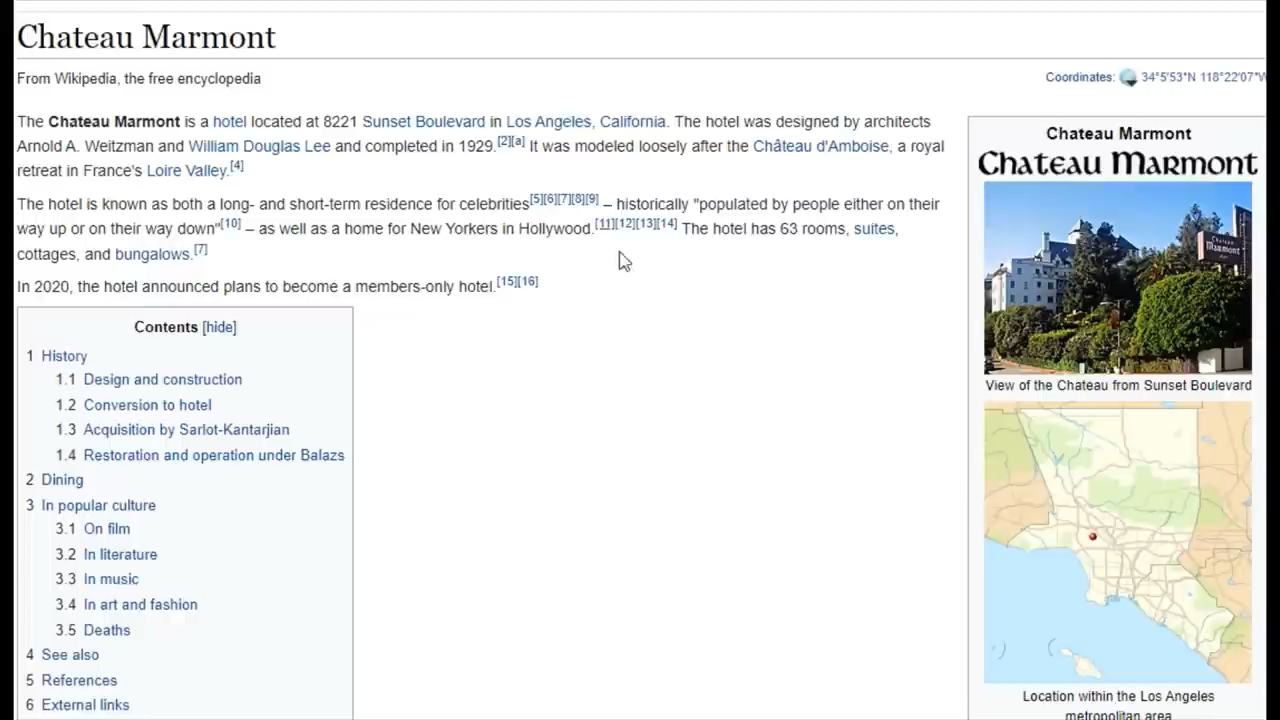 Chateau Marmont
From Wikipedia, the free encyclopedia
Coordinates: 34°5′53″N 118°22′07″W
The Chateau Marmont is a hotel located at 8221 Sunset Boulevard in Los Angeles, California. The hotel was designed by architects
Arnold A. Weitzman and William Douglas Lee and completed in 1929.[2][a] It was modeled loosely after the Château d'Amboise, a royal
retreat in France's Loire Valley.[4]
The hotel is known as both a long- and short-term residence for celebrities[5][6][7][8][9] – historically "populated by people either on their
way up or on their way down"[10] – as well as a home for New Yorkers in Hollywood.[11][12][13][14] The hotel has 63 rooms, suites,
cottages, and bungalows.[7]
In 2020, the hotel announced plans to become a members-only hotel.[15][16]
Contents [hide]
1 History
1.1 Design and construction
1.2 Conversion to hotel
1.3 Acquisition by Sarlot-Kantarjian
1.4 Restoration and operation under Balazs
2 Dining
3 In popular culture
3.1 On film
3.2 In literature
3.3 In music
3.4 In art and fashion
3.5 Deaths
4 See also
5 References
6 External links
Chateau Marmont
Chateau Marmont
Chateau
Marmont
View of the Chateau from Sunset Boulevard
Location within the Los Angeles
metropolitan area